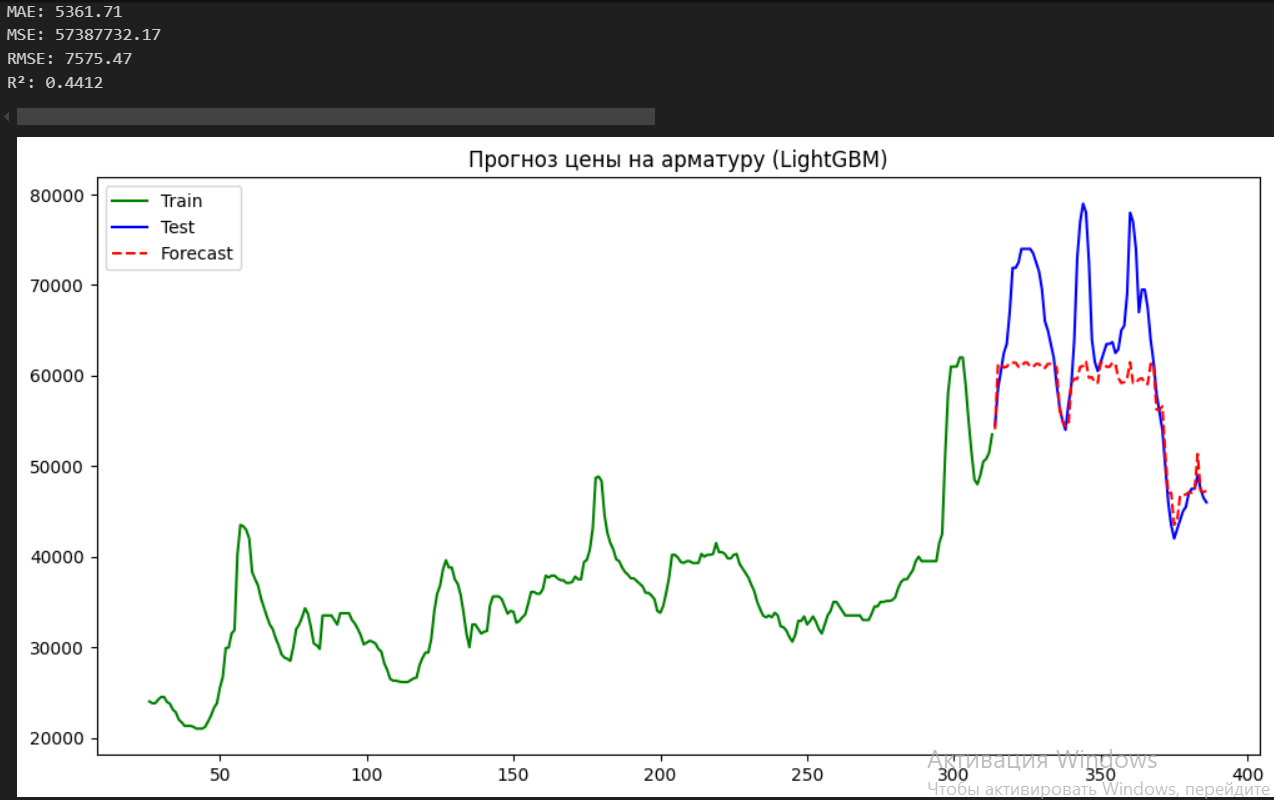 MAE: 5361.71
MSE: 57387732.17
RMSE: 7575.47
R²: 0.4412
Прогноз цены на арматуру (LightGBM)
Train
Test
Forecast
80000
70000
60000
50000
40000
30000
20000
50 100 150 200 250 300 350 400
Активация Windows
Чтобы активировать Windows, перейдите